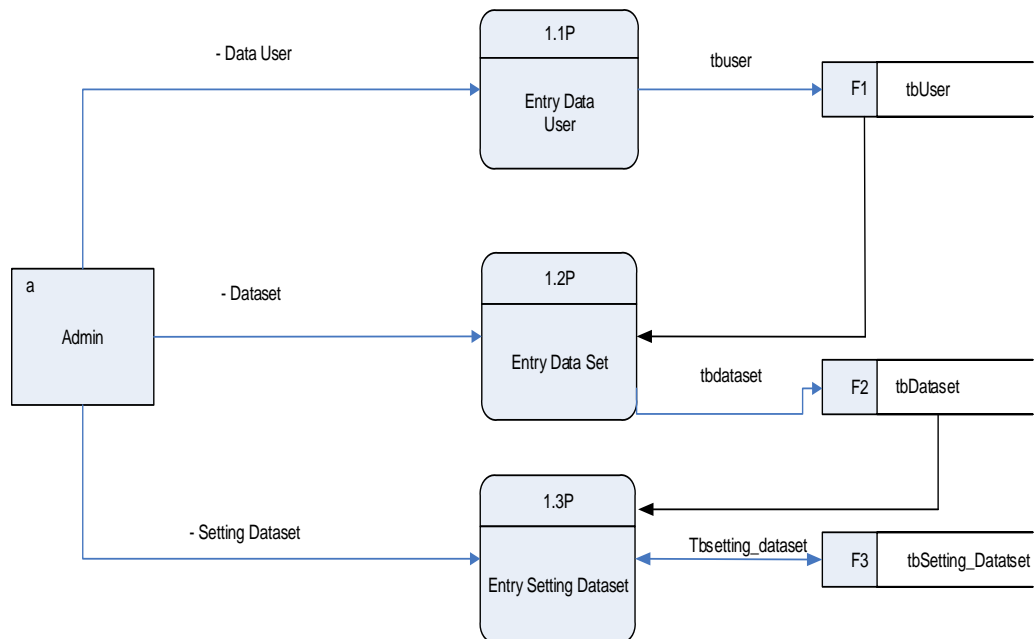 1.1P
- Data User
tbuser
Entry Data
User
F1
tbUser
a
Admin
- Dataset
1.2P
Entry Data Set
tbdataset
F2
tbDataset
1.3P
- Setting Dataset
Entry Setting Dataset
Tbsetting_dataset
F3
tbSetting_Datatset